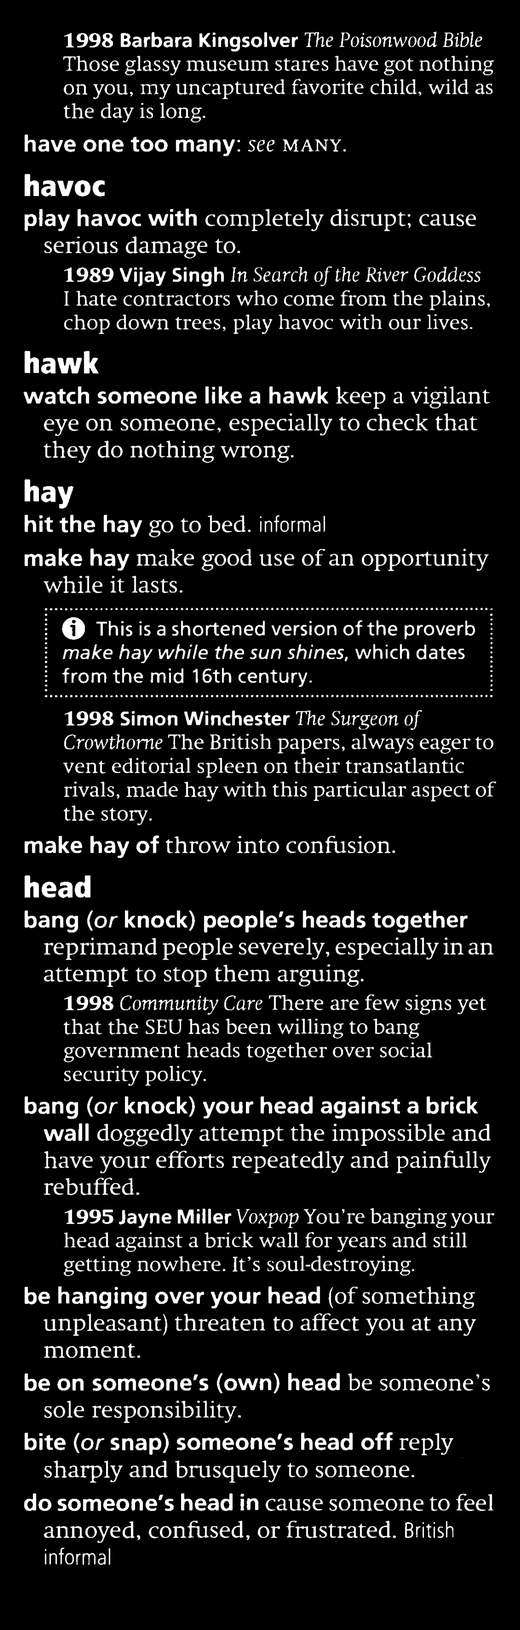 1998 Barbara Kingsolver The Poisonwood Bible
Those glassy museum stares have got nothing
on you, my uncaptured favorite child, wild as
the day is long.
have one too many: see MANY.
havoc
play havoc with completely disrupt; cause
serious damage to.
1989 Vijay Singh In Search of the River Goddess
I hate contractors who come from the plains,
chop down trees, play havoc with our lives.
hawk
watch someone like a hawk keep a vigilant
eye on someone, especially to check that
they do nothing wrong.
hay
hit the hay go to bed. informal
make hay make good use of an opportunity
while it lasts.
i This is a shortened version of the proverb
make hay while the sun shines, which dates
from the mid 16th century.
1998 Simon Winchester The Surgeon of
Crowthorne The British papers, always eager to
vent editorial spleen on their transatlantic
rivals, made hay with this particular aspect of
the story.
make hay of throw into confusion.
head
bang (or knock) people's heads together
reprimand people severely, especially in an
attempt to stop them arguing.
1998 Community Care There are few signs yet
that the SEU has been willing to bang
government heads together over social
security policy.
bang (or knock) your head against a brick
wall doggedly attempt the impossible and
have your efforts repeatedly and painfully
rebuffed.
1995 Jayne Miller Voxpop You're banging your
head against a brick wall for years and still
getting nowhere. It's soul-destroying.
be hanging over your head (of something
unpleasant) threaten to affect you at any
moment.
be on someone's (own) head be someone's
sole responsibility.
bite (or snap) someone's head off reply
sharply and brusquely to someone.
do someone's head in cause someone to feel
annoyed, confused, or frustrated. British
informal